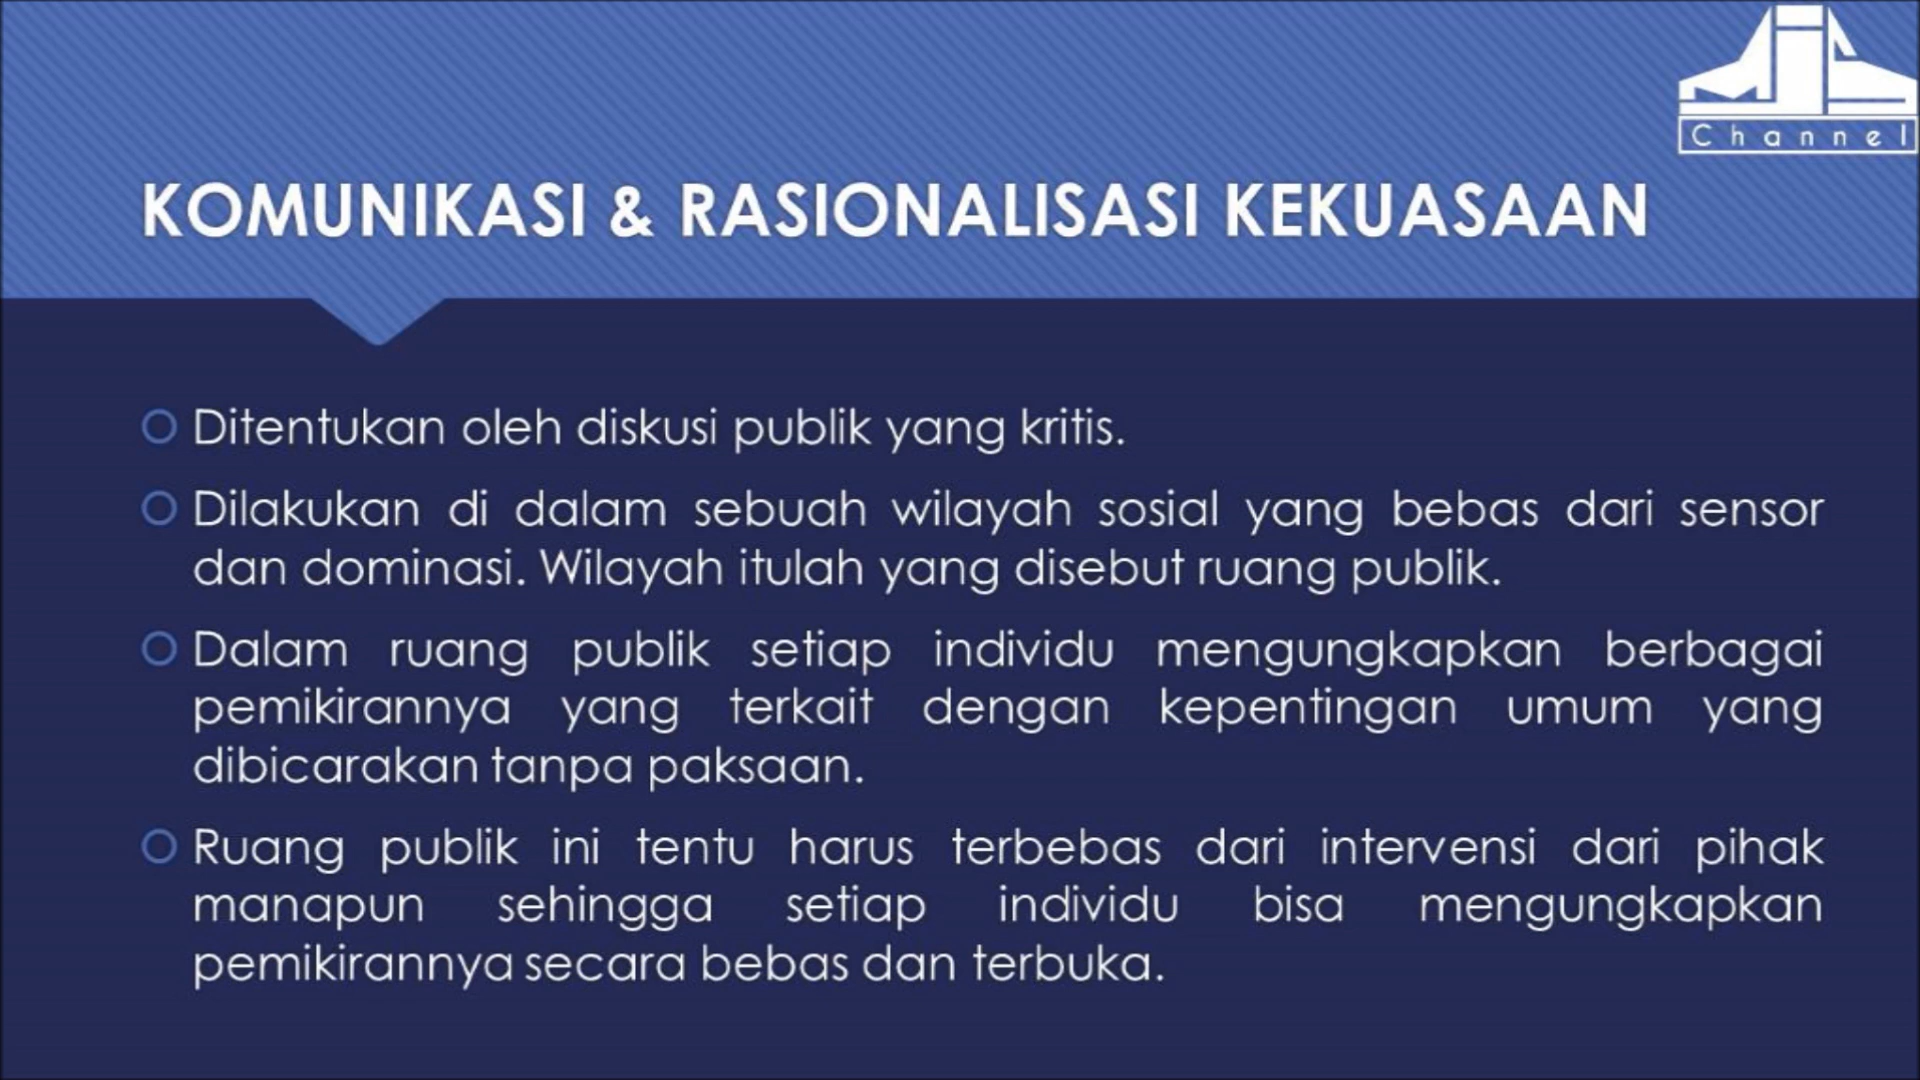 Channel
KOMUNIKASI & RASIONALISASI KEKUASAAN
Ditentukan oleh diskusi publik yang kritis.
Dilakukan di dalam sebuah wilayah sosial yang bebas dari sensor
dan dominasi. Wilayah itulah yang disebut ruang publik.
Dalam ruang publik setiap individu mengungkapkan berbagai
pemikirannya yang terkait dengan kepentingan umum yang
dibicarakan tanpa paksaan.
Ruang publik ini tentu harus terbebas dari intervensi dari pihak
manapun sehingga setiap individu bisa mengungkapkan
pemikirannya secara bebas dan terbuka.